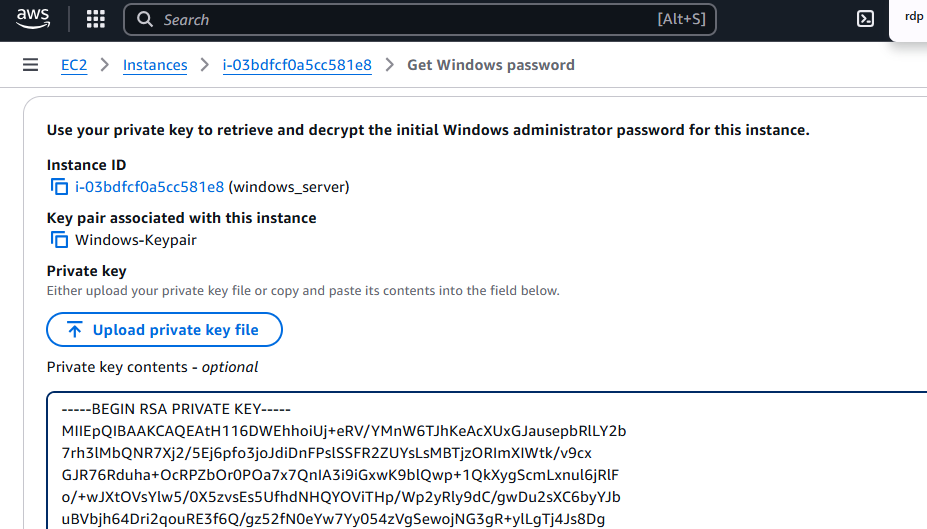 aws
Search
[Alt+S]
rdp
EC2 > Instances > i-03bdfcf0a5cc581e8 > Get Windows password
Use your private key to retrieve and decrypt the initial Windows administrator password for this instance.
Instance ID
i-03bdfcf0a5cc581e8 (windows_server)
Key pair associated with this instance
Windows-Keypair
Private key
Either upload your private key file or copy and paste its contents into the field below.
Upload private key file
Private key contents - optional
-----BEGIN RSA PRIVATE KEY-----
MIIEpQIBAAKCAQEAtH116DWEhhoiUj+eRV/YMnW6TJhKeAcXUxGJausepbRlLY2b
7rh3lMbQNR7Xj2/5Ej6pfo3joJdiDnFPslSSFR2ZUYsLsMBTjzORImXIWtk/v9cx
GJR76Rduha+OcRPZbOr0POa7x7QnIA3i9iGxwK9blQwp+1QkXygScmLxnul6jRlF
o/+wJXtOVsYlw5/0X5zvsEs5UfhdNHQYOViTHp/Wp2yRly9dC/gwDu2sXC6byYJb
uBVbjh64Dri2qouRE3f6Q/gz52fN0eYw7Yy054zVgSewojNG3gR+ylLgTj4Js8Dg